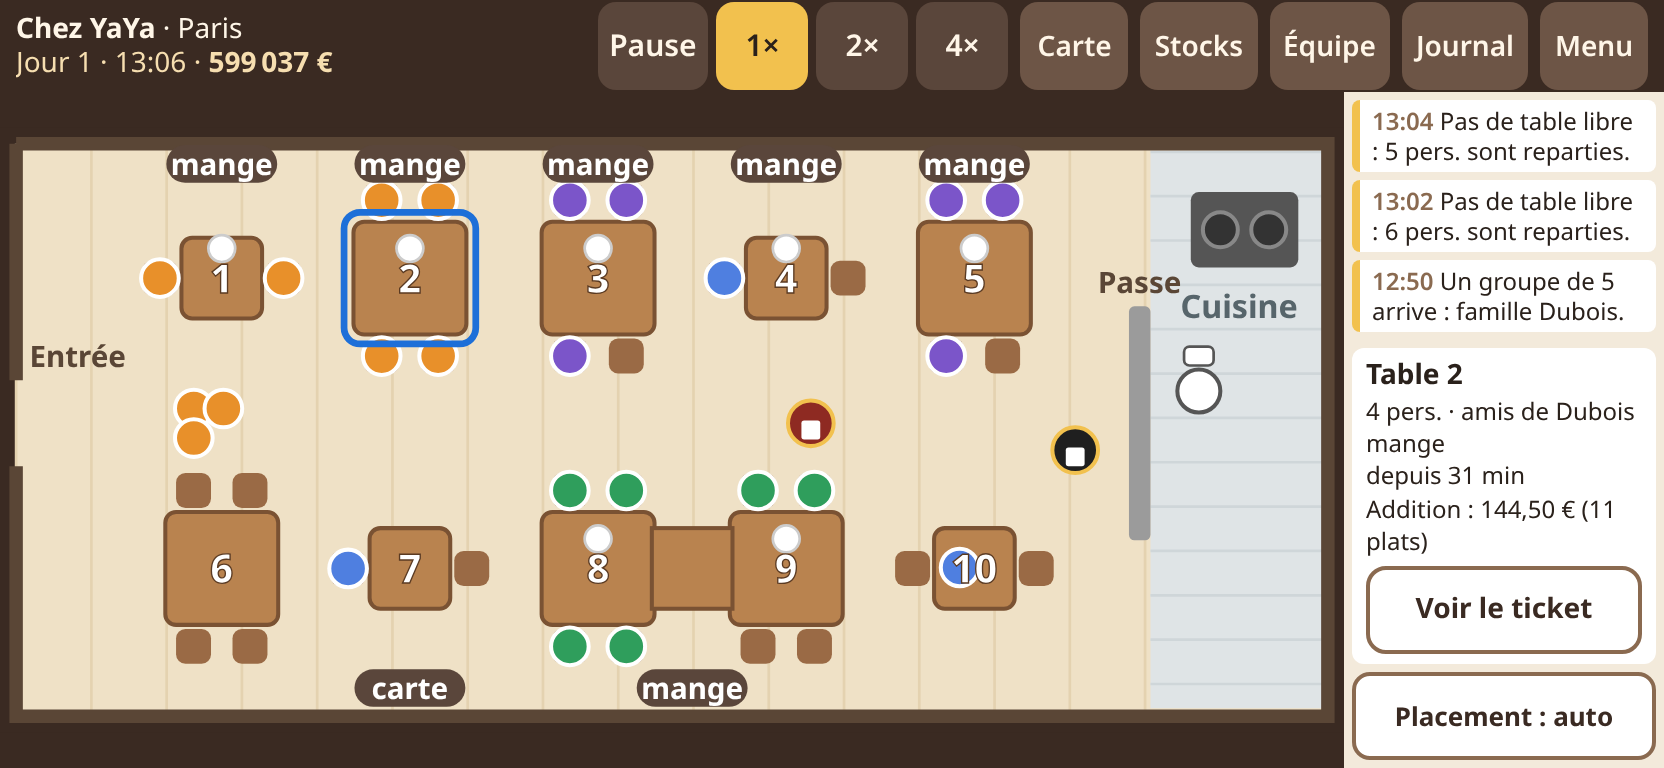 Chez YaYa · Paris
Jour 1 · 13:06 · 599 037 €
Pause
1×
2×
4×
Carte
Stocks
Équipe
Journal
Menu
mange
mange
mange
mange
mange
1
2
3
4
5
Passe
Cuisine
Entrée
6
7
8
9
10
carte
mange
13:04 Pas de table libre
: 5 pers. sont reparties.
13:02 Pas de table libre
: 6 pers. sont reparties.
12:50 Un groupe de 5
arrive : famille Dubois.
Table 2
4 pers. · amis de Dubois
mange
depuis 31 min
Addition : 144,50 € (11
plats)
Voir le ticket
Placement : auto